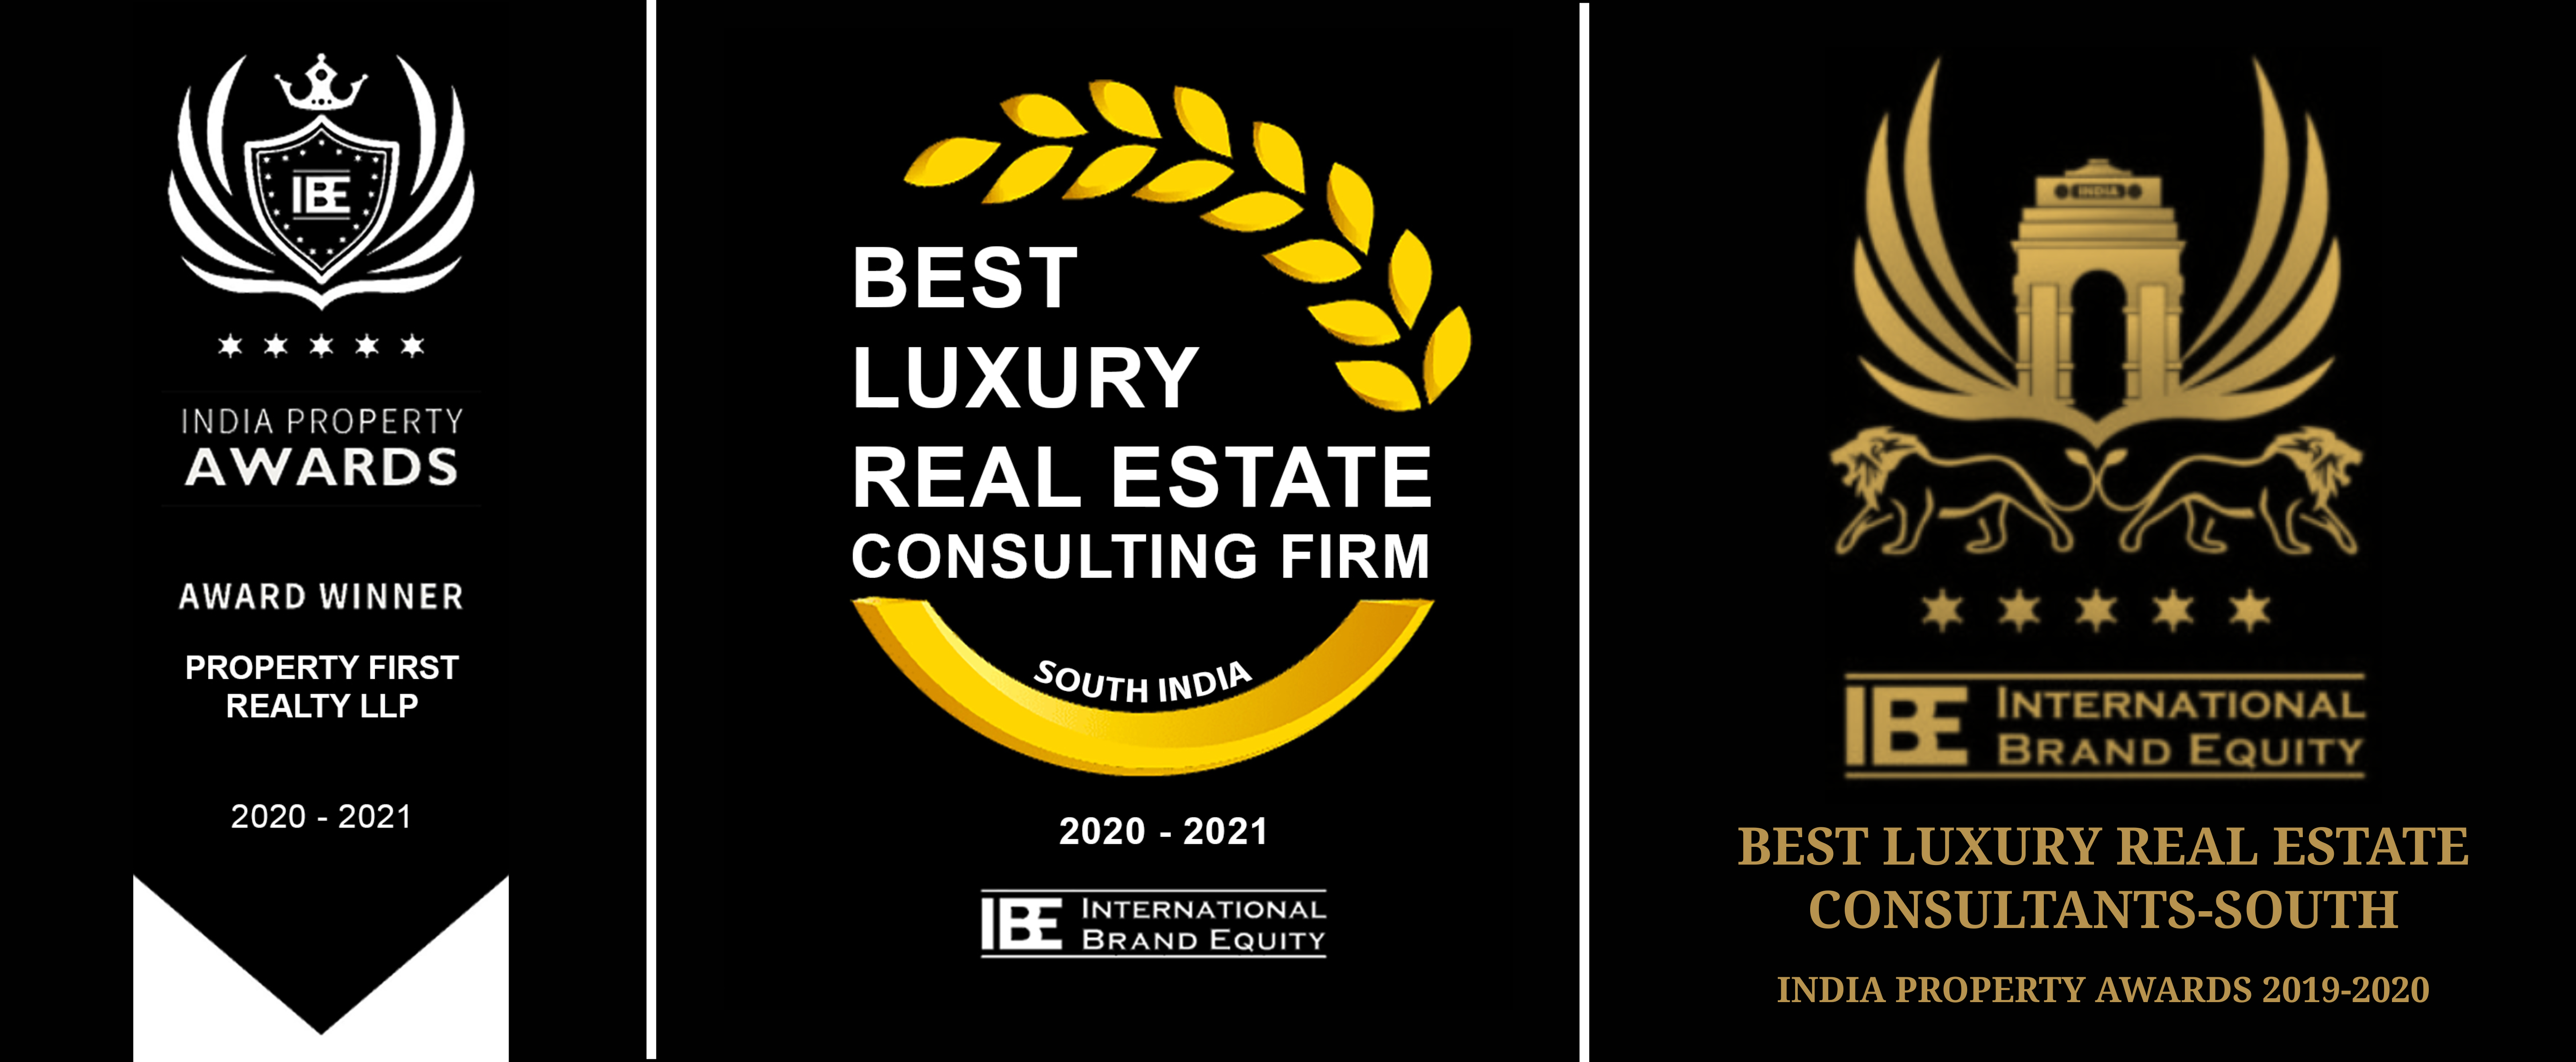 IBE
INDIA PROPERTY
AWARDS
AWARD WINNER
PROPERTY FIRST
REALTY LLP
2020 - 2021
BEST
LUXURY
REAL ESTATE
CONSULTING FIRM
SOUTH INDIA
2020 - 2021
IBE INTERNATIONAL
BRAND EQUITY
INDIA
IBE INTERNATIONAL
BRAND EQUITY
BEST LUXURY REAL ESTATE
CONSULTANTS-SOUTH
INDIA PROPERTY AWARDS 2019-2020